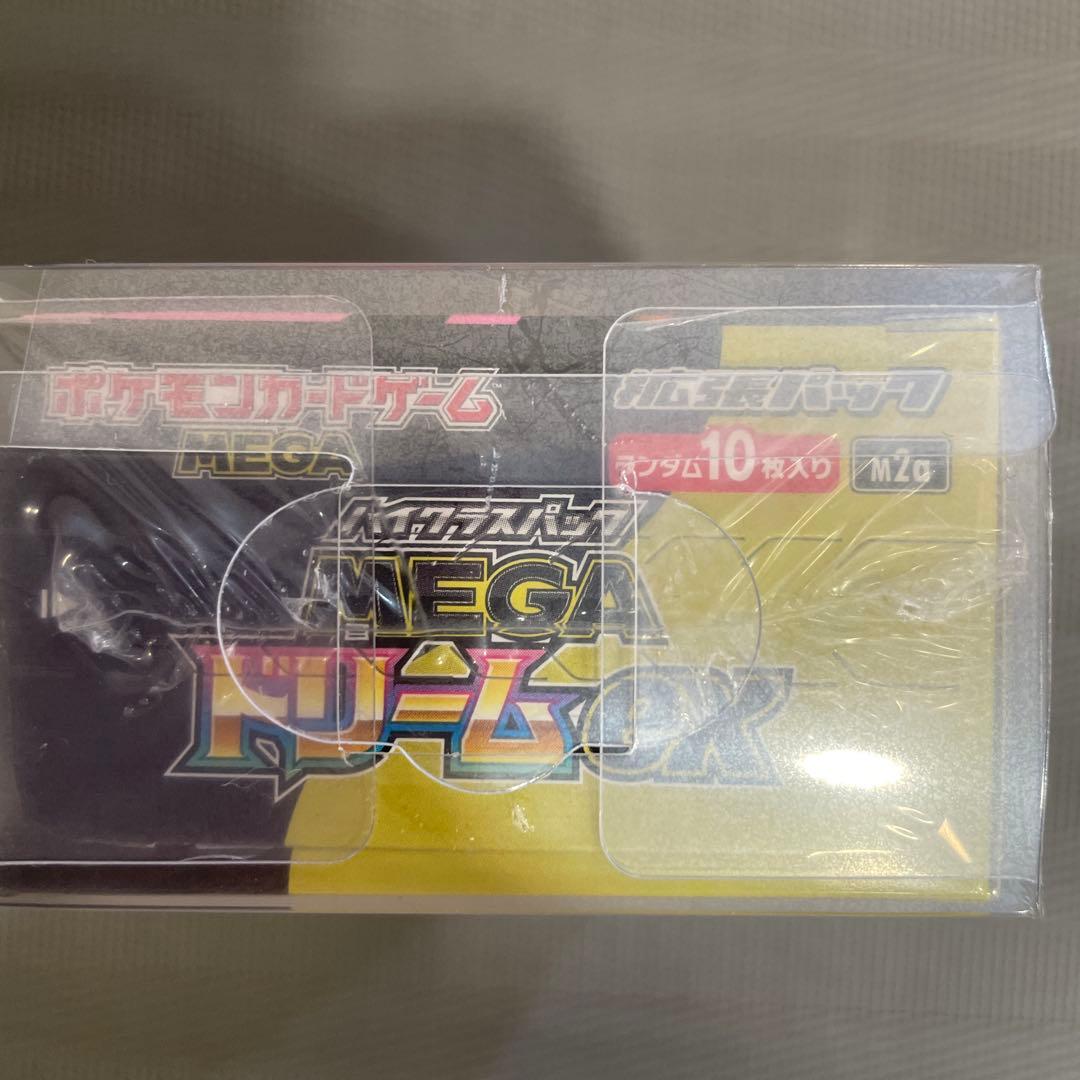 ポケモンカードゲーム™
MEGA
拡張パック
ランダム10枚入り
M2a
ハイクラスパック
MEGA
ドリームex